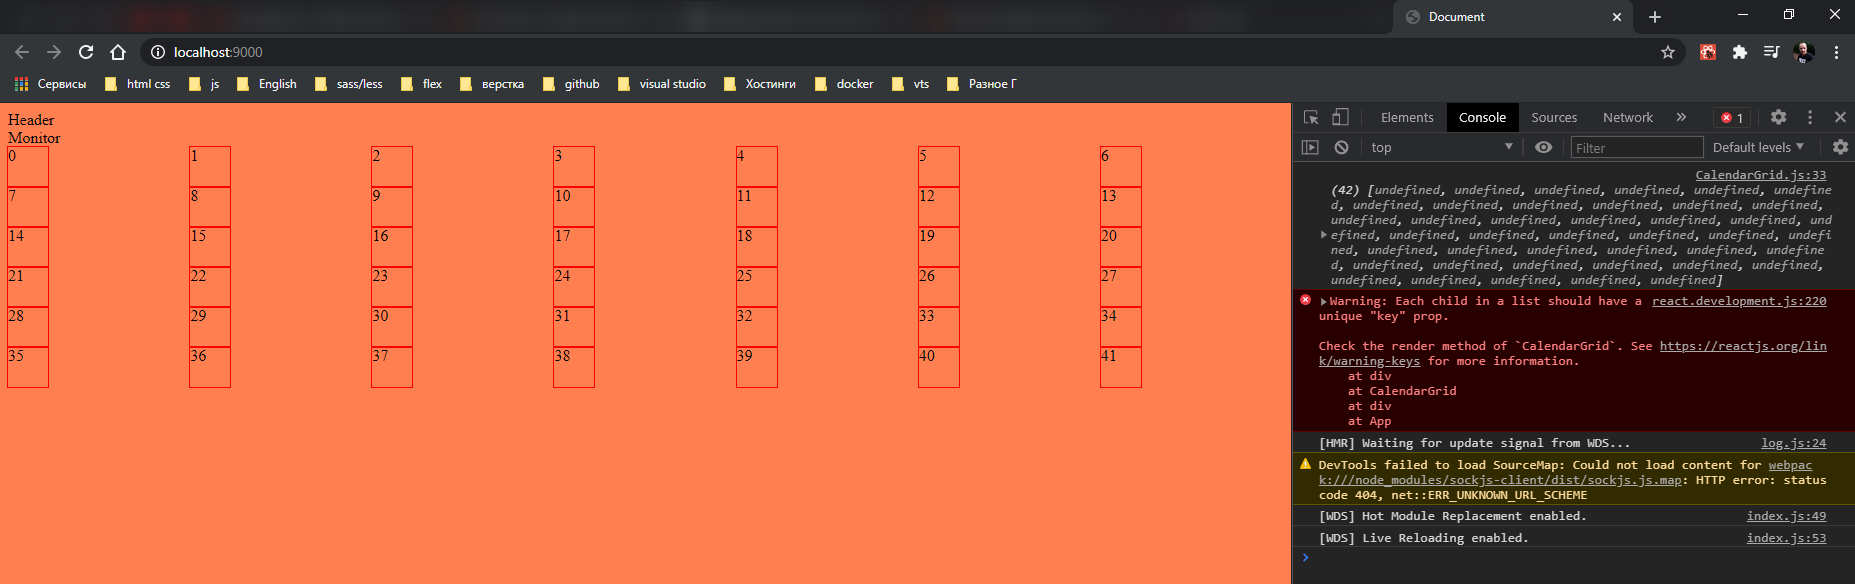 Document
localhost:9000
Сервисы html css js English sass/less flex верстка github visual studio Хостинги docker vts Разное Г
Header
Monitor
0 1 2 3 4 5 6
7 8 9 10 11 12 13
14 15 16 17 18 19 20
21 22 23 24 25 26 27
28 29 30 31 32 33 34
35 36 37 38 39 40 41
Elements Console Sources Network » 1
top Filter Default levels
CalendarGrid.js:33
(42) [undefined, undefined, undefined, undefined, undefined, undefine
d, undefined, undefined, undefined, undefined, undefined, undefined,
undefined, undefined, undefined, undefined, undefined, undefined, und
efined, undefined, undefined, undefined, undefined, undefined, undefi
ned, undefined, undefined, undefined, undefined, undefined, undefine
d, undefined, undefined, undefined, undefined, undefined, undefined,
undefined, undefined, undefined, undefined, undefined]
Warning: Each child in a list should have a react.development.js:220
unique "key" prop.
Check the render method of `CalendarGrid`. See https://reactjs.org/lin
k/warning-keys for more information.
at div
at CalendarGrid
at div
at App
[HMR] Waiting for update signal from WDS... log.js:24
DevTools failed to load SourceMap: Could not load content for webpac
k:///node_modules/sockjs-client/dist/sockjs.js.map: HTTP error: status
code 404, net::ERR_UNKNOWN_URL_SCHEME
[WDS] Hot Module Replacement enabled. index.js:49
[WDS] Live Reloading enabled. index.js:53